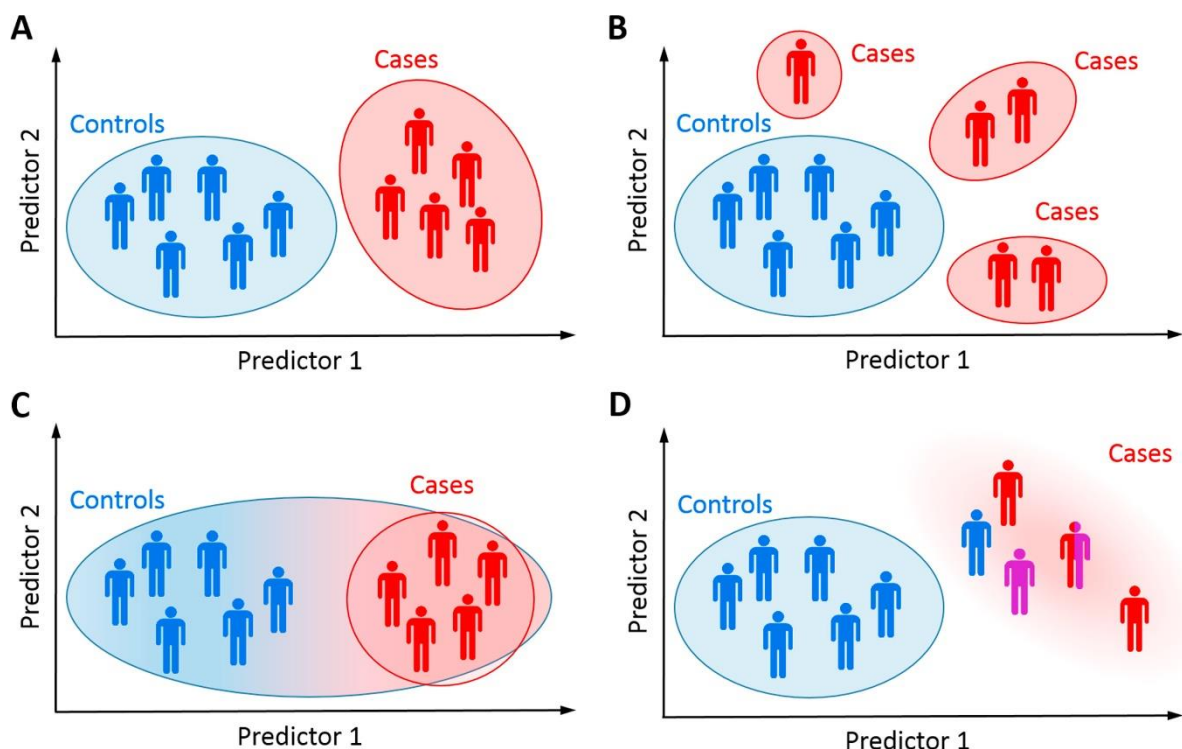 A
Cases
Controls
Predictor 2
Predictor 1
B
Cases
Cases
Controls
Cases
Predictor 2
Predictor 1
C
Controls
Cases
Predictor 2
Predictor 1
D
Cases
Controls
Predictor 2
Predictor 1